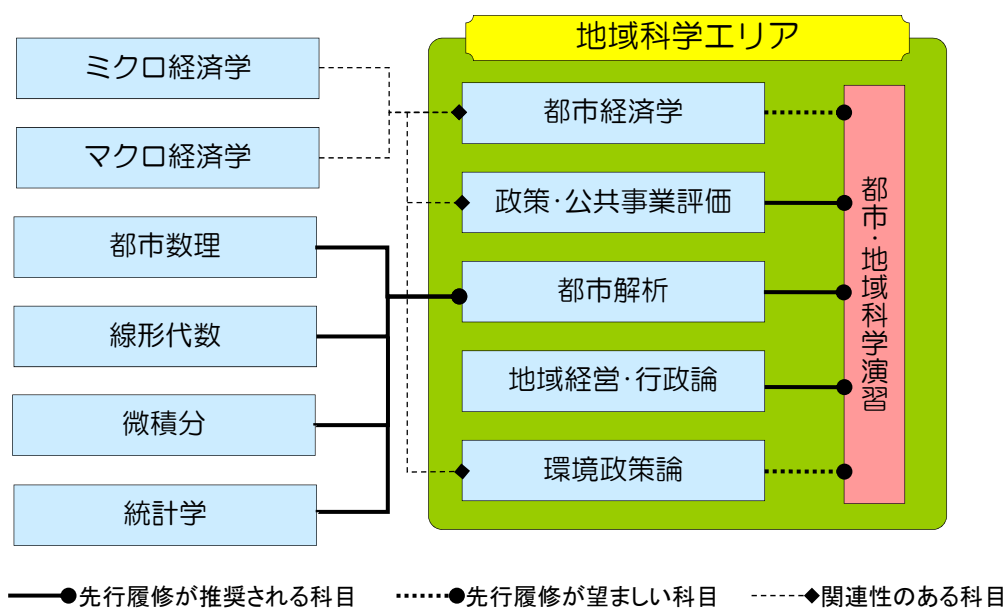 地域科学エリア
ミクロ経済学
マクロ経済学
都市数理
線形代数
微積分
統計学
都市経済学
政策・公共事業評価
都市解析
地域経営・行政論
環境政策論
都市・地域科学演習
先行履修が推奨される科目
先行履修が望ましい科目
関連性のある科目